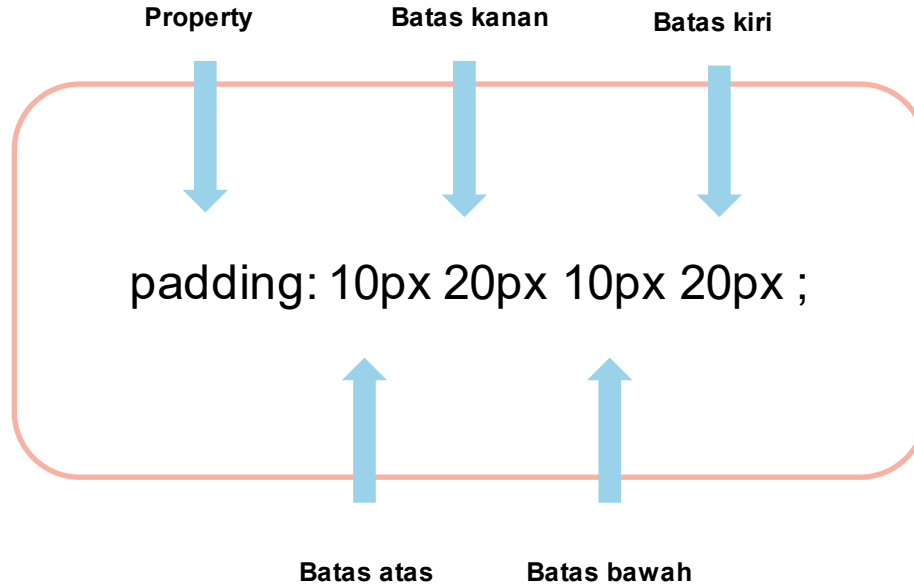 Property
Batas kanan
Batas kiri
padding: 10px 20px 10px 20px ;
Batas atas
Batas bawah